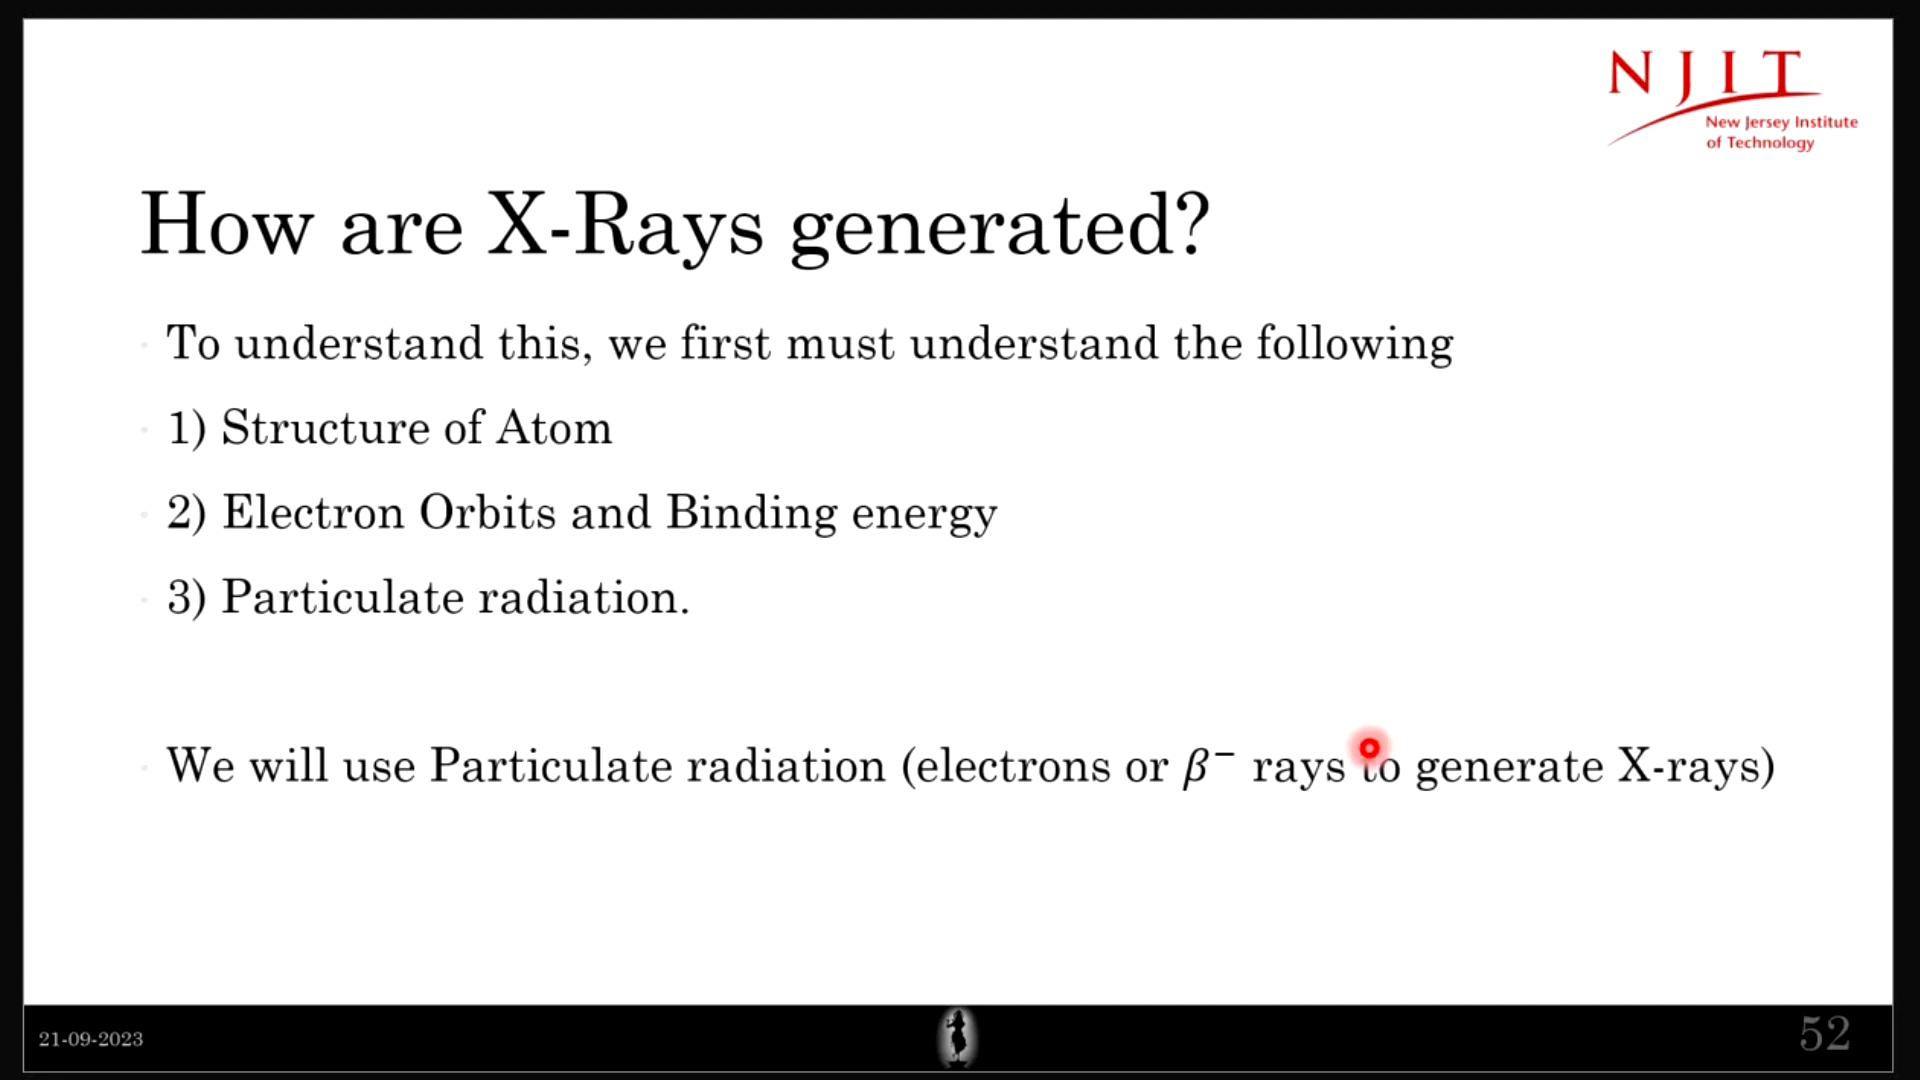 NJIT
New Jersey Institute
of Technology
How are X-Rays generated?
To understand this, we first must understand the following
1) Structure of Atom
2) Electron Orbits and Binding energy
3) Particulate radiation.
We will use Particulate radiation (electrons or β⁻ rays to generate X-rays)
21-09-2023
52